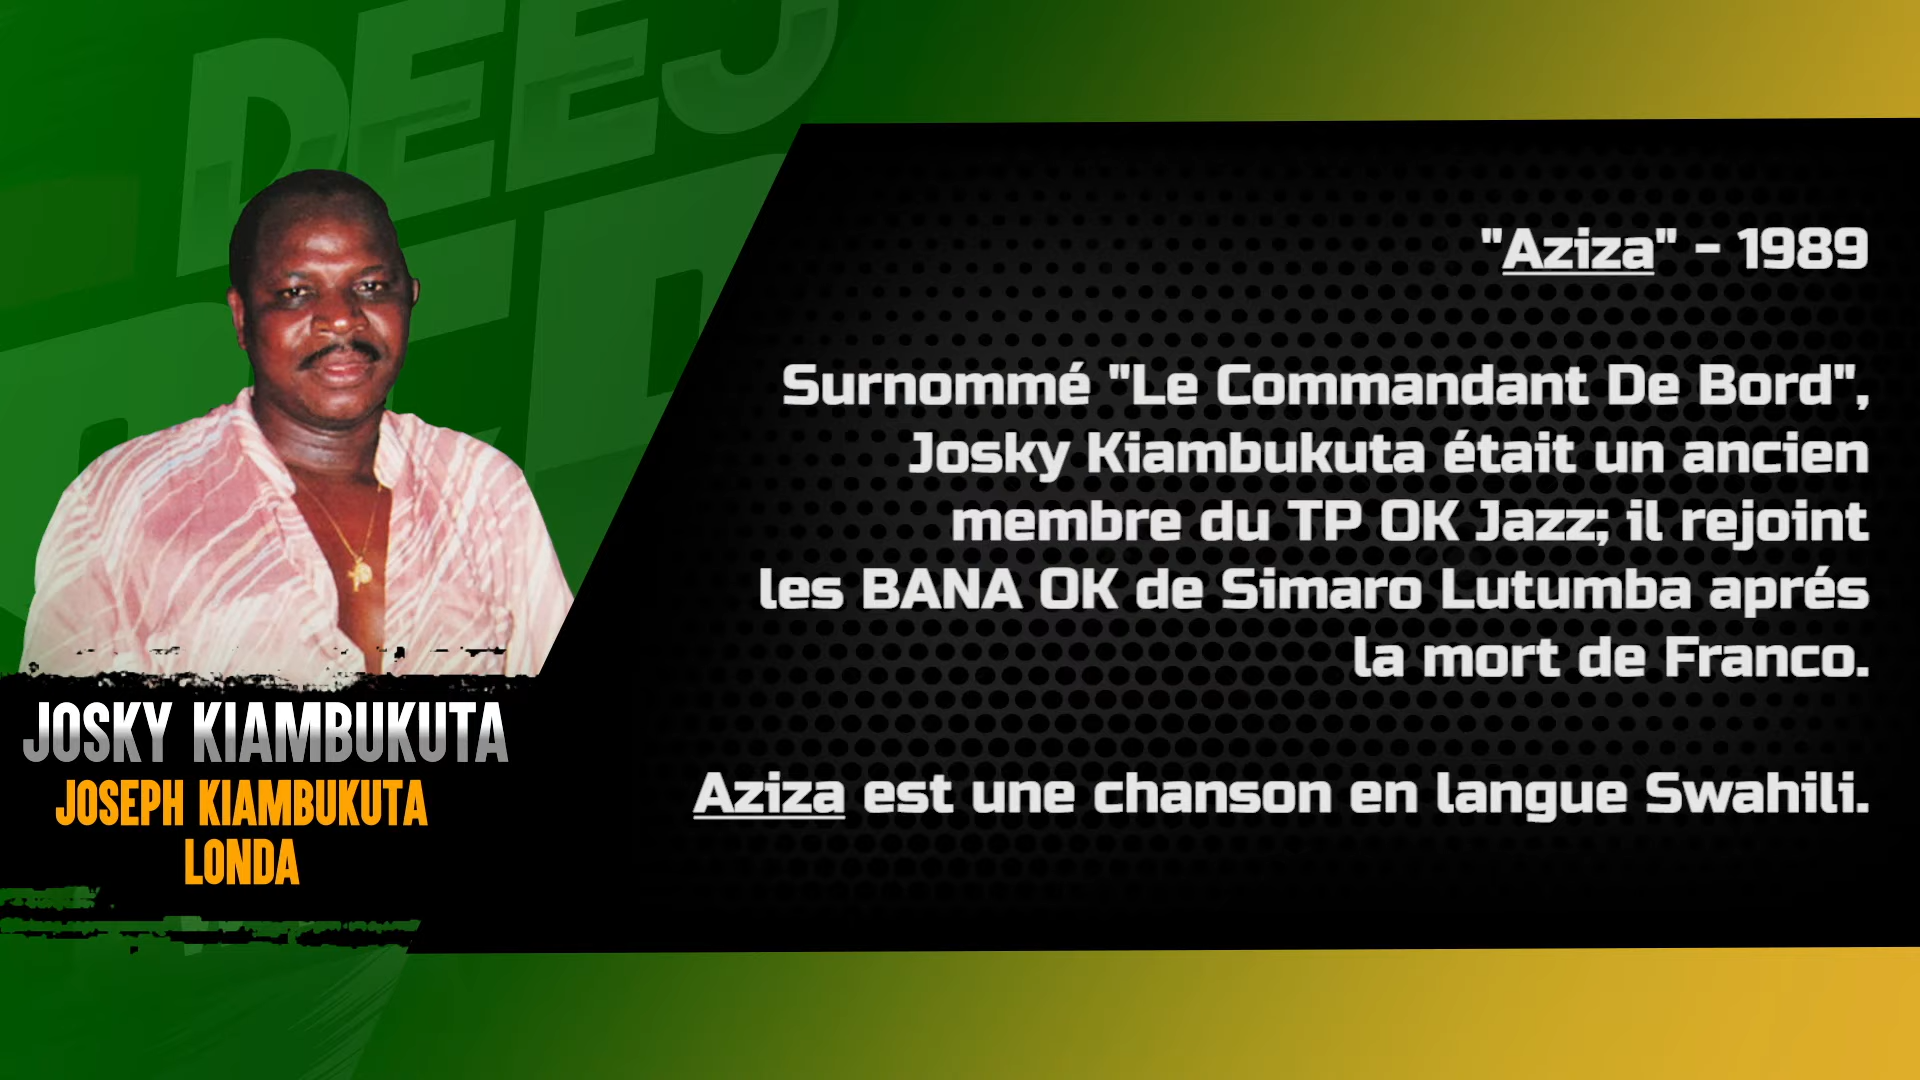 DEEJ
JOSKY KIAMBUKUTA
JOSEPH KIAMBUKUTA
LONDA
"Aziza" - 1989
Surnommé "Le Commandant De Bord",
Josky Kiambukuta était un ancien
membre du TP OK Jazz; il rejoint
les BANA OK de Simaro Lutumba aprés
la mort de Franco.
Aziza est une chanson en langue Swahili.